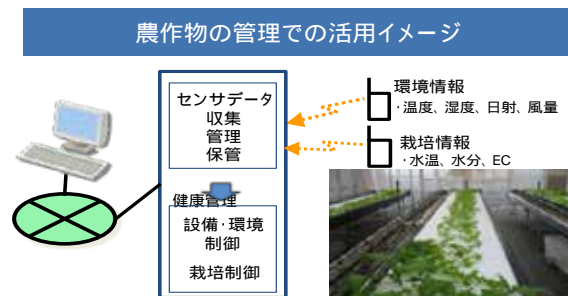 農作物の管理での活用イメージ
センサデータ
収集
管理
保管
健康管理
設備・環境
制御
栽培制御
環境情報
・温度、湿度、日射、風量
栽培情報
・水温、水分、EC